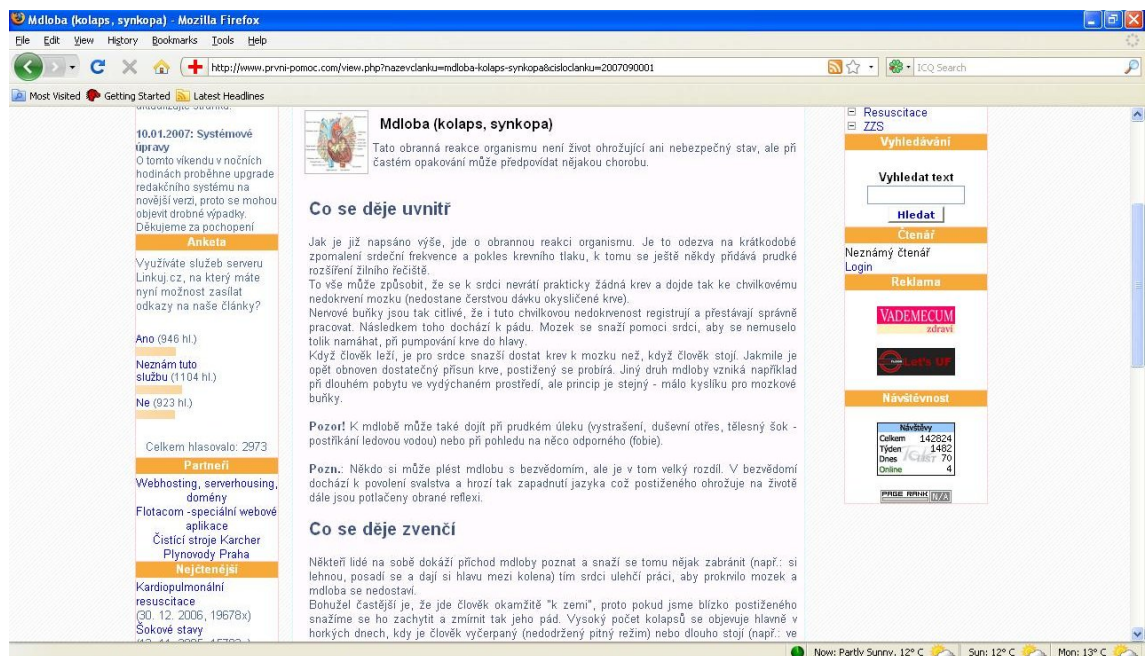 Mdloba (kolaps, synkopa) - Mozilla Firefox
File Edit View History Bookmarks Tools Help
http://www.prvni-pomoc.com/view.php?nazevclanku=mdloba-kolaps-synkopa&cisloclanku=2007090001
ICQ Search
Most Visited Getting Started Latest Headlines
aktualizujte stránku.
10.01.2007: Systémové
úpravy
O tomto víkendu v nočních
hodinách proběhne upgrade
redakčního systému na
novější verzi, proto se mohou
objevit drobné výpadky.
Děkujeme za pochopení
Anketa
Využíváte služeb serveru
Linkuj.cz, na který máte
nyní možnost zasílat
odkazy na naše články?
Ano (946 hl.)
Neznám tuto
službu (1104 hl.)
Ne (923 hl.)
Celkem hlasovalo: 2973
Partneři
Webhosting, serverhousing,
domény
Flotacom -speciální webové
aplikace
Čistící stroje Karcher
Plynovody Praha
Nejčtenější
Kardiopulmonální
resuscitace
(30. 12. 2006, 19678x)
Šokové stavy
Mdloba (kolaps, synkopa)
Tato obranná reakce organismu není život ohrožující ani nebezpečný stav, ale při
častém opakování může předpovídat nějakou chorobu.
Co se děje uvnitř
Jak je již napsáno výše, jde o obrannou reakci organismu. Je to odezva na krátkodobé
zpomalení srdeční frekvence a pokles krevního tlaku, k tomu se ještě někdy přidává prudké
rozšíření žilního řečiště.
To vše může způsobit, že se k srdci nevrátí prakticky žádná krev a dojde tak ke chvilkovému
nedokrvení mozku (nedostane čerstvou dávku okysličené krve).
Nervové buňky jsou tak citlivé, že i tuto chvilkovou nedokrvenost registrují a přestávají správně
pracovat. Následkem toho dochází k pádu. Mozek se snaží pomoci srdci, aby se nemuselo
tolik namáhat, při pumpování krve do hlavy.
Když člověk leží, je pro srdce snazší dostat krev k mozku než, když člověk stojí. Jakmile je
opět obnoven dostatečný přísun krve, postižený se probírá. Jiný druh mdloby vzniká například
při dlouhém pobytu ve vydýchaném prostředí, ale princip je stejný - málo kyslíku pro mozkové
buňky.
Pozor! K mdlobě může také dojít při prudkém úleku (vystrašení, duševní otřes, tělesný šok -
postříkání ledovou vodou) nebo při pohledu na něco odporného (fobie).
Pozn.: Někdo si může plést mdlobu s bezvědomím, ale je v tom velký rozdíl. V bezvědomí
dochází k povolení svalstva a hrozí tak zapadnutí jazyka což postiženého ohrožuje na životě
dále jsou potlačeny obrané reflexi.
Co se děje zvenčí
Někteří lidé na sobě dokáží příchod mdloby poznat a snaží se tomu nějak zabránit (např.: si
lehnou, posadí se a dají si hlavu mezi kolena) tím srdci ulehčí práci, aby prokrvilo mozek a
mdloba se nedostaví.
Bohužel častější je, že jde člověk okamžitě "k zemi", proto pokud jsme blízko postiženého
snažíme se ho zachytit a zmírnit tak jeho pád. Vysoký počet kolapsů se objevuje hlavně v
horkých dnech, kdy je člověk vyčerpaný (nedodržený pitný režim) nebo dlouho stojí (např.: ve
Resuscitace
ZZS
Vyhledávání
Vyhledat text
Hledat
Čtenář
Neznámý čtenář
Login
Reklama
VADEMECUM
zdraví
Let's UP
Návštěvnost
Návštěvy
Celkem 142824
Týden 1482
Dnes 70
Online 4
PAGE RANK N/A
Now: Partly Sunny, 12° C Sun: 12° C Mon: 13° C